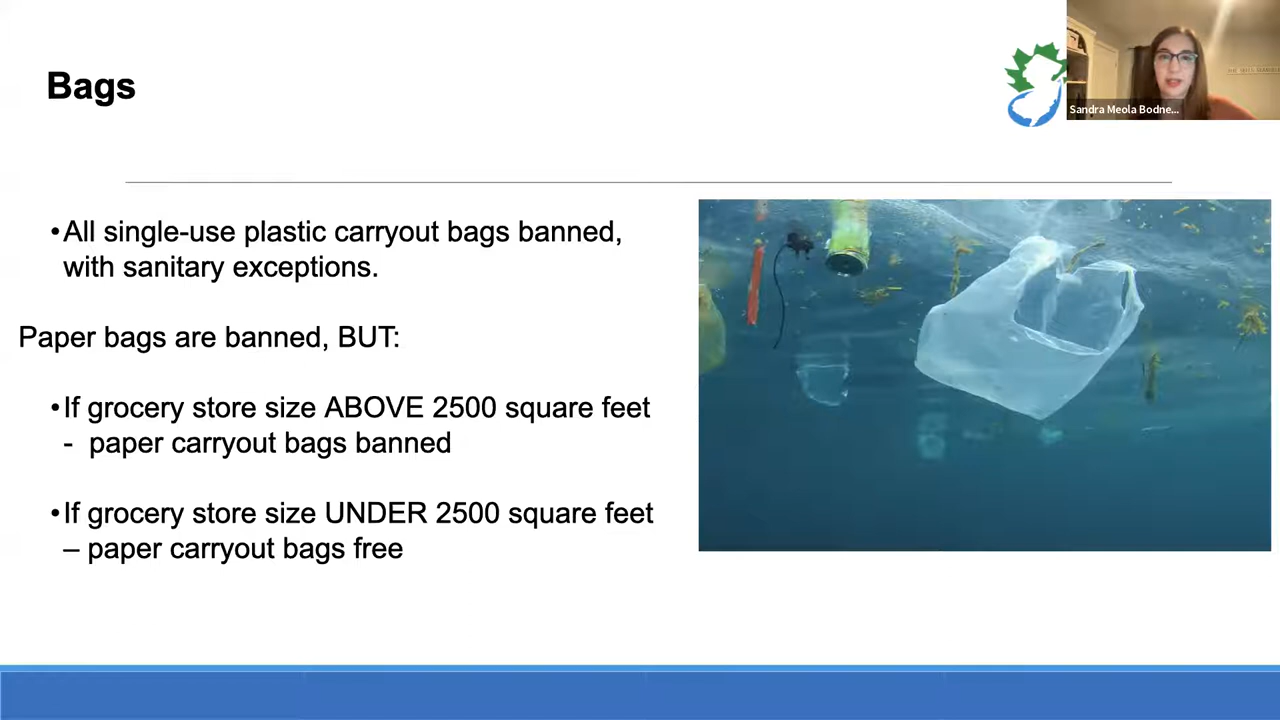 Bags
Sandra Meola Bodne...
•All single-use plastic carryout bags banned,
with sanitary exceptions.
Paper bags are banned, BUT:
•If grocery store size ABOVE 2500 square feet
- paper carryout bags banned
•If grocery store size UNDER 2500 square feet
– paper carryout bags free